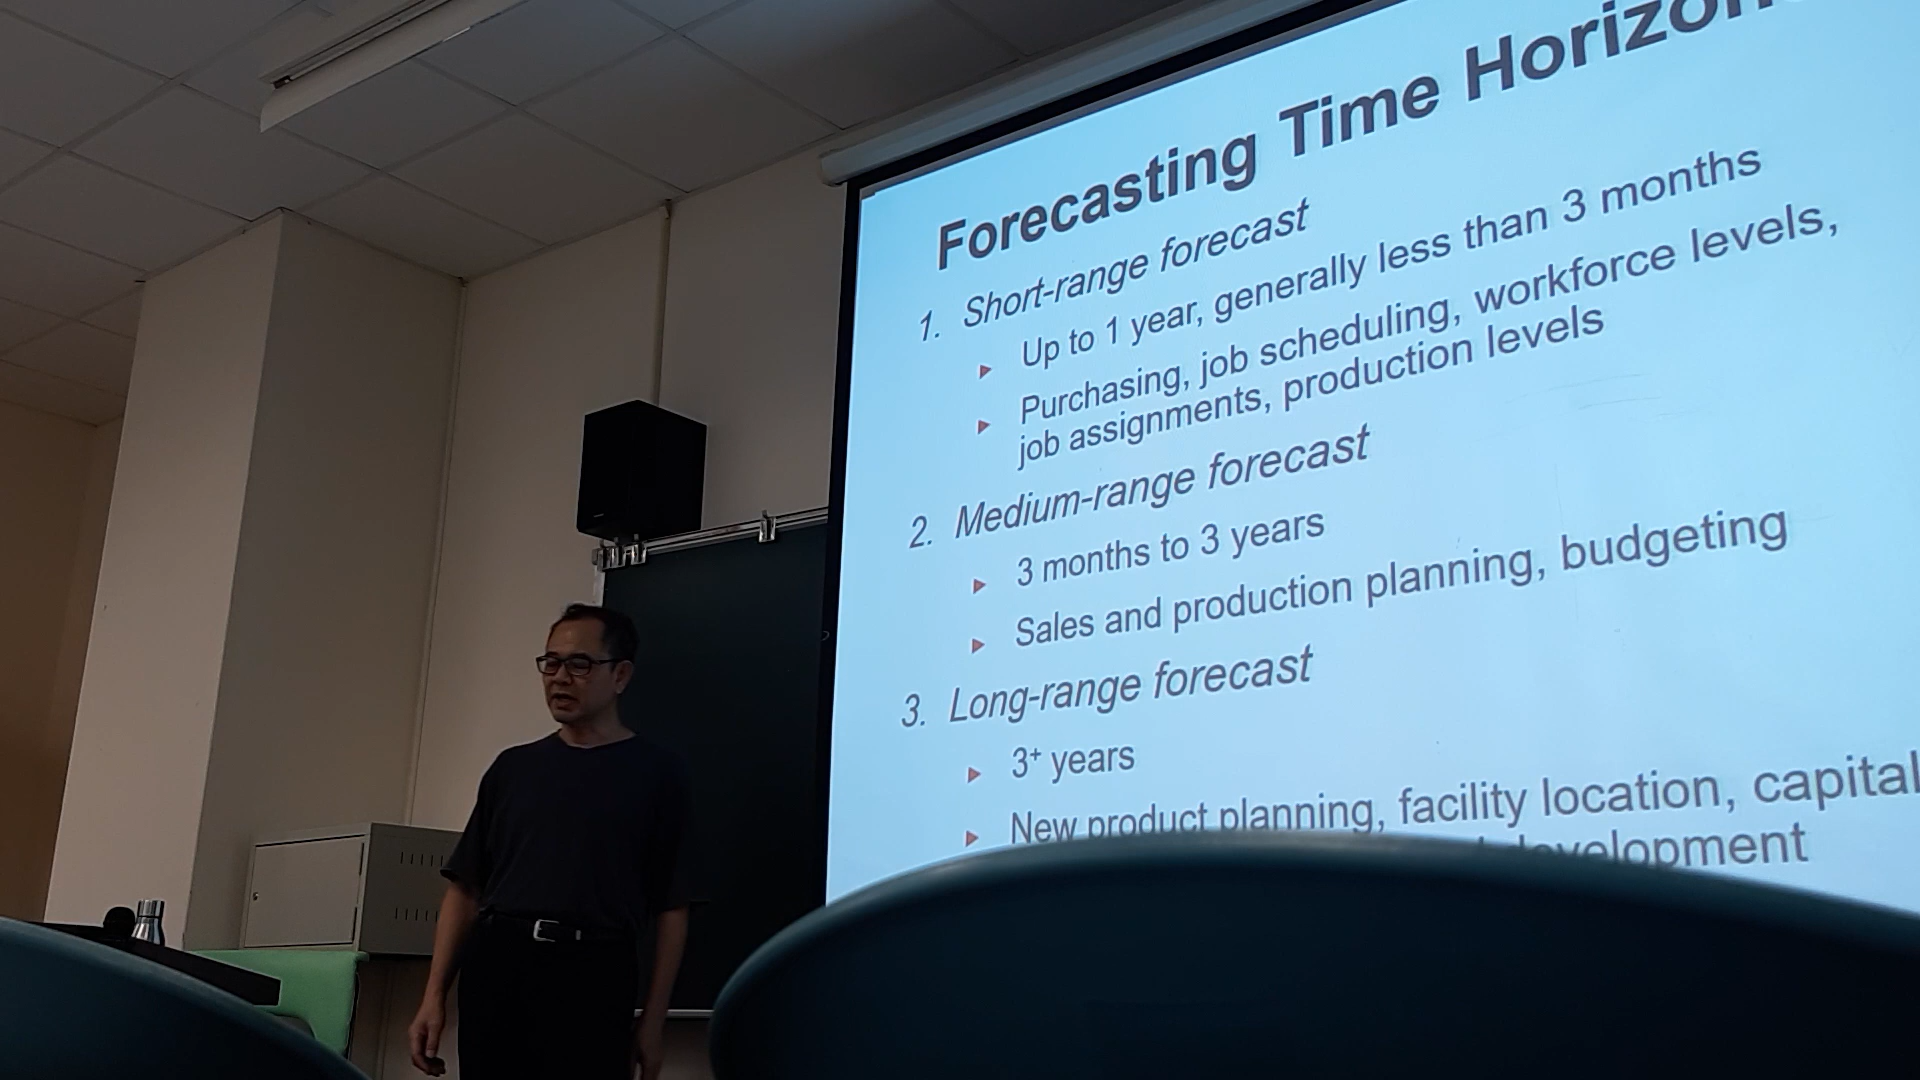 Forecasting Time Horizon
1. Short-range forecast
Up to 1 year, generally less than 3 months
Purchasing, job scheduling, workforce levels,
job assignments, production levels
2. Medium-range forecast
3 months to 3 years
Sales and production planning, budgeting
3. Long-range forecast
3+ years
New product planning, facility location, capital
development